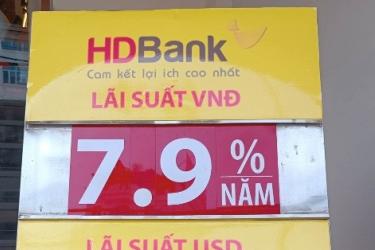 HDBank
Cam kết lợi ích cao nhất
LÃI SUẤT VNĐ
7.9 %
NĂM
LÃI SUẤT USD